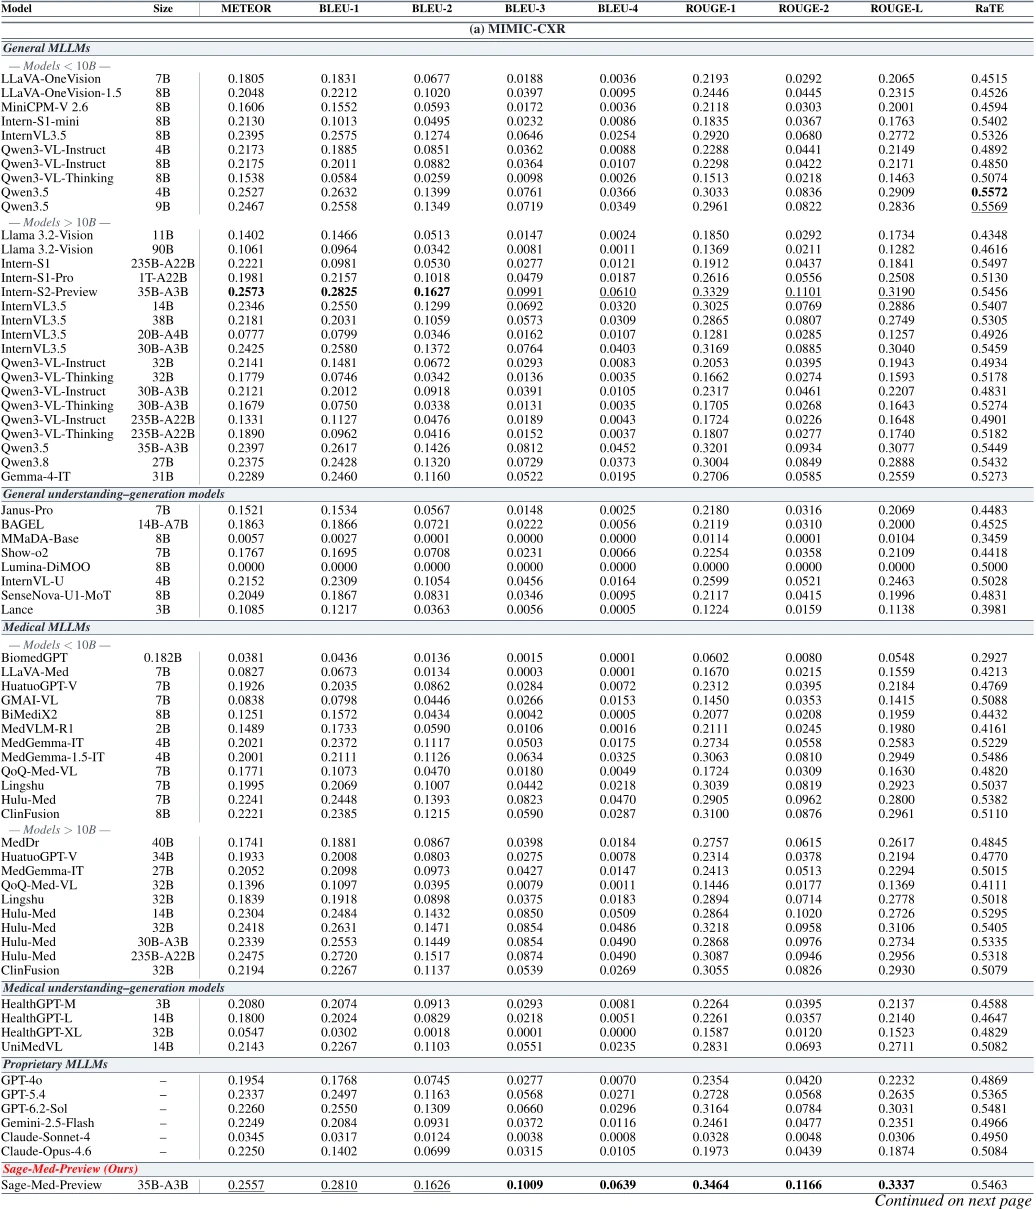 Model Size METEOR BLEU-1 BLEU-2 BLEU-3 BLEU-4 ROUGE-1 ROUGE-2 ROUGE-L RaTE
(a) MIMIC-CXR
General MLLMs
— Models < 10B —
LLaVA-OneVision 7B 0.1805 0.1831 0.0677 0.0188 0.0036 0.2193 0.0292 0.2065 0.4515
LLaVA-OneVision-1.5 8B 0.2048 0.2212 0.1020 0.0397 0.0095 0.2446 0.0445 0.2315 0.4526
MiniCPM-V 2.6 8B 0.1606 0.1552 0.0593 0.0172 0.0036 0.2118 0.0303 0.2001 0.4594
Intern-S1-mini 8B 0.2130 0.1013 0.0495 0.0232 0.0086 0.1835 0.0367 0.1763 0.5402
InternVL3.5 8B 0.2395 0.2575 0.1274 0.0646 0.0254 0.2920 0.0680 0.2772 0.5326
Qwen3-VL-Instruct 4B 0.2173 0.1885 0.0851 0.0362 0.0088 0.2288 0.0441 0.2149 0.4892
Qwen3-VL-Instruct 8B 0.2175 0.2011 0.0882 0.0364 0.0107 0.2298 0.0422 0.2171 0.4850
Qwen3-VL-Thinking 8B 0.1538 0.0584 0.0259 0.0098 0.0026 0.1513 0.0218 0.1463 0.5074
Qwen3.5 4B 0.2527 0.2632 0.1399 0.0761 0.0366 0.3033 0.0836 0.2909 0.5572
Qwen3.5 9B 0.2467 0.2558 0.1349 0.0719 0.0349 0.2961 0.0822 0.2836 0.5569
— Models > 10B —
Llama 3.2-Vision 11B 0.1402 0.1466 0.0513 0.0147 0.0024 0.1850 0.0292 0.1734 0.4348
Llama 3.2-Vision 90B 0.1061 0.0964 0.0342 0.0081 0.0011 0.1369 0.0211 0.1282 0.4616
Intern-S1 235B-A22B 0.2221 0.0981 0.0530 0.0277 0.0121 0.1912 0.0437 0.1841 0.5497
Intern-S1-Pro 1T-A22B 0.1981 0.2157 0.1018 0.0479 0.0187 0.2616 0.0556 0.2508 0.5130
Intern-S2-Preview 35B-A3B 0.2573 0.2825 0.1627 0.0991 0.0610 0.3329 0.1101 0.3190 0.5456
InternVL3.5 14B 0.2346 0.2550 0.1299 0.0692 0.0320 0.3025 0.0769 0.2886 0.5407
InternVL3.5 38B 0.2181 0.2031 0.1059 0.0573 0.0309 0.2865 0.0807 0.2749 0.5305
InternVL3.5 20B-A4B 0.0777 0.0799 0.0346 0.0162 0.0107 0.1281 0.0285 0.1257 0.4926
InternVL3.5 30B-A3B 0.2425 0.2580 0.1372 0.0764 0.0403 0.3169 0.0885 0.3040 0.5459
Qwen3-VL-Instruct 32B 0.2141 0.1481 0.0672 0.0293 0.0083 0.2053 0.0395 0.1943 0.4934
Qwen3-VL-Thinking 32B 0.1779 0.0746 0.0342 0.0136 0.0035 0.1662 0.0274 0.1593 0.5178
Qwen3-VL-Instruct 30B-A3B 0.2121 0.2012 0.0918 0.0391 0.0105 0.2317 0.0461 0.2207 0.4831
Qwen3-VL-Thinking 30B-A3B 0.1679 0.0750 0.0338 0.0131 0.0035 0.1705 0.0268 0.1643 0.5274
Qwen3-VL-Instruct 235B-A22B 0.1331 0.1127 0.0476 0.0189 0.0043 0.1724 0.0226 0.1648 0.4901
Qwen3-VL-Thinking 235B-A22B 0.1890 0.0962 0.0416 0.0152 0.0037 0.1807 0.0277 0.1740 0.5182
Qwen3.5 35B-A3B 0.2397 0.2617 0.1426 0.0812 0.0452 0.3201 0.0934 0.3077 0.5449
Qwen3.8 27B 0.2375 0.2428 0.1320 0.0729 0.0373 0.3004 0.0849 0.2888 0.5432
Gemma-4-IT 31B 0.2289 0.2460 0.1160 0.0522 0.0195 0.2706 0.0585 0.2559 0.5273
General understanding–generation models
Janus-Pro 7B 0.1521 0.1534 0.0567 0.0148 0.0025 0.2180 0.0316 0.2069 0.4483
BAGEL 14B-A7B 0.1863 0.1866 0.0721 0.0222 0.0056 0.2119 0.0310 0.2000 0.4525
MMaDA-Base 8B 0.0057 0.0027 0.0001 0.0000 0.0000 0.0114 0.0001 0.0104 0.3459
Show-o2 7B 0.1767 0.1695 0.0708 0.0231 0.0066 0.2254 0.0358 0.2109 0.4418
Lumina-DiMOO 8B 0.0000 0.0000 0.0000 0.0000 0.0000 0.0000 0.0000 0.0000 0.5000
InternVL-U 4B 0.2152 0.2309 0.1054 0.0456 0.0164 0.2599 0.0521 0.2463 0.5028
SenseNova-U1-MoT 8B 0.2049 0.1867 0.0831 0.0346 0.0095 0.2117 0.0415 0.1996 0.4831
Lance 3B 0.1085 0.1217 0.0363 0.0056 0.0005 0.1224 0.0159 0.1138 0.3981
Medical MLLMs
— Models < 10B —
BiomedGPT 0.182B 0.0381 0.0436 0.0136 0.0015 0.0001 0.0602 0.0080 0.0548 0.2927
LLaVA-Med 7B 0.0827 0.0673 0.0134 0.0003 0.0001 0.1670 0.0215 0.1559 0.4213
HuatuoGPT-V 7B 0.1926 0.2035 0.0862 0.0284 0.0072 0.2312 0.0395 0.2184 0.4769
GMAI-VL 7B 0.0838 0.0798 0.0446 0.0266 0.0153 0.1450 0.0353 0.1415 0.5088
BiMediX2 8B 0.1251 0.1572 0.0434 0.0042 0.0005 0.2077 0.0208 0.1959 0.4432
MedVLM-R1 2B 0.1489 0.1733 0.0590 0.0106 0.0016 0.2111 0.0245 0.1980 0.4161
MedGemma-IT 4B 0.2021 0.2372 0.1117 0.0503 0.0175 0.2734 0.0558 0.2583 0.5229
MedGemma-1.5-IT 4B 0.2001 0.2111 0.1126 0.0634 0.0325 0.3063 0.0810 0.2949 0.5486
QoQ-Med-VL 7B 0.1771 0.1073 0.0470 0.0180 0.0049 0.1724 0.0309 0.1630 0.4820
Lingshu 7B 0.1995 0.2069 0.1007 0.0442 0.0218 0.3039 0.0819 0.2923 0.5037
Hulu-Med 7B 0.2241 0.2448 0.1393 0.0823 0.0470 0.2905 0.0962 0.2800 0.5382
ClinFusion 8B 0.2221 0.2385 0.1215 0.0590 0.0287 0.3100 0.0876 0.2961 0.5110
— Models > 10B —
MedDr 40B 0.1741 0.1881 0.0867 0.0398 0.0184 0.2757 0.0615 0.2617 0.4845
HuatuoGPT-V 34B 0.1933 0.2008 0.0803 0.0275 0.0078 0.2314 0.0378 0.2194 0.4770
MedGemma-IT 27B 0.2052 0.2098 0.0973 0.0427 0.0147 0.2413 0.0513 0.2294 0.5015
QoQ-Med-VL 32B 0.1396 0.1097 0.0395 0.0079 0.0011 0.1446 0.0177 0.1369 0.4111
Lingshu 32B 0.1839 0.1918 0.0898 0.0375 0.0183 0.2894 0.0714 0.2778 0.5018
Hulu-Med 14B 0.2304 0.2484 0.1432 0.0850 0.0509 0.2864 0.1020 0.2726 0.5295
Hulu-Med 32B 0.2418 0.2631 0.1471 0.0854 0.0486 0.3218 0.0958 0.3106 0.5405
Hulu-Med 30B-A3B 0.2339 0.2553 0.1449 0.0854 0.0490 0.2868 0.0976 0.2734 0.5335
Hulu-Med 235B-A22B 0.2475 0.2720 0.1517 0.0874 0.0490 0.3087 0.0946 0.2956 0.5318
ClinFusion 32B 0.2194 0.2267 0.1137 0.0539 0.0269 0.3055 0.0826 0.2930 0.5079
Medical understanding–generation models
HealthGPT-M 3B 0.2080 0.2074 0.0913 0.0293 0.0081 0.2264 0.0395 0.2137 0.4588
HealthGPT-L 14B 0.1800 0.2024 0.0829 0.0218 0.0051 0.2261 0.0357 0.2140 0.4647
HealthGPT-XL 32B 0.0547 0.0302 0.0018 0.0001 0.0000 0.1587 0.0120 0.1523 0.4829
UniMedVL 14B 0.2143 0.2267 0.1103 0.0551 0.0235 0.2831 0.0693 0.2711 0.5082
Proprietary MLLMs
GPT-4o – 0.1954 0.1768 0.0745 0.0277 0.0070 0.2354 0.0420 0.2232 0.4869
GPT-5.4 – 0.2337 0.2497 0.1163 0.0568 0.0271 0.2728 0.0568 0.2635 0.5365
GPT-6.2-Sol – 0.2260 0.2550 0.1309 0.0660 0.0296 0.3164 0.0784 0.3031 0.5481
Gemini-2.5-Flash – 0.2249 0.2084 0.0931 0.0372 0.0116 0.2461 0.0477 0.2351 0.4966
Claude-Sonnet-4 – 0.0345 0.0317 0.0124 0.0038 0.0008 0.0328 0.0048 0.0306 0.4950
Claude-Opus-4.6 – 0.2250 0.1402 0.0699 0.0315 0.0105 0.1973 0.0439 0.1874 0.5084
Sage-Med-Preview (Ours)
Sage-Med-Preview 35B-A3B 0.2557 0.2810 0.1626 0.1009 0.0639 0.3464 0.1166 0.3337 0.5463
Continued on next page